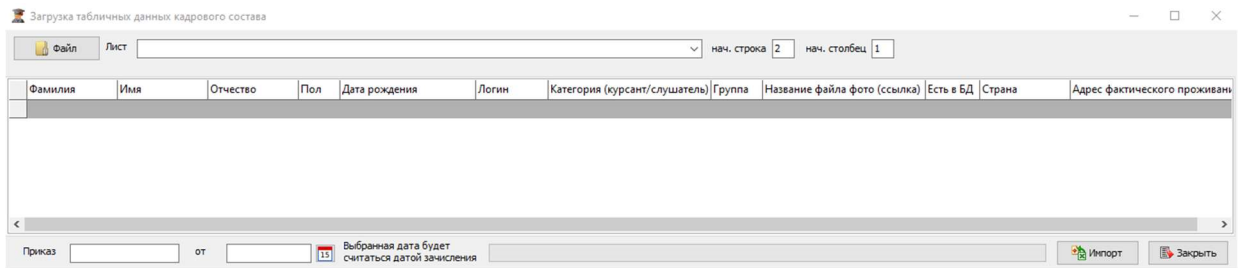 Загрузка табличных данных кадрового состава
Файл Лист нач. строка 2 нач. столбец 1
Фамилия Имя Отчество Пол Дата рождения Логин Категория (курсант/слушатель) Группа Название файла фото (ссылка) Есть в БД Страна Адрес фактического проживани
Приказ от 15 Выбранная дата будет
считаться датой зачисления Импорт Закрыть